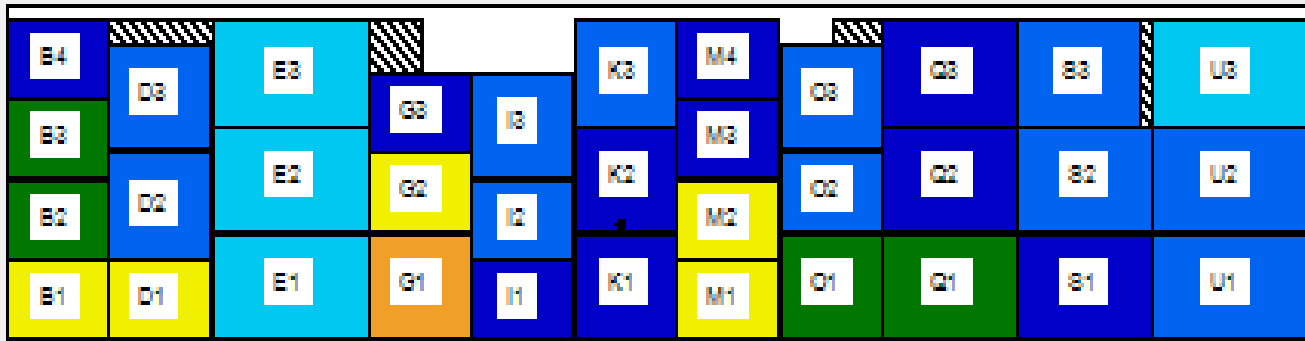 B4 E3 K3 M4 Q3 S3 U3
D3 G3 I3 O3
B3 M3
E2 K2 Q2 S2 U2
B2 D2 G2 I2 M2 O2
B1 D1 E1 G1 I1 K1 M1 O1 Q1 S1 U1